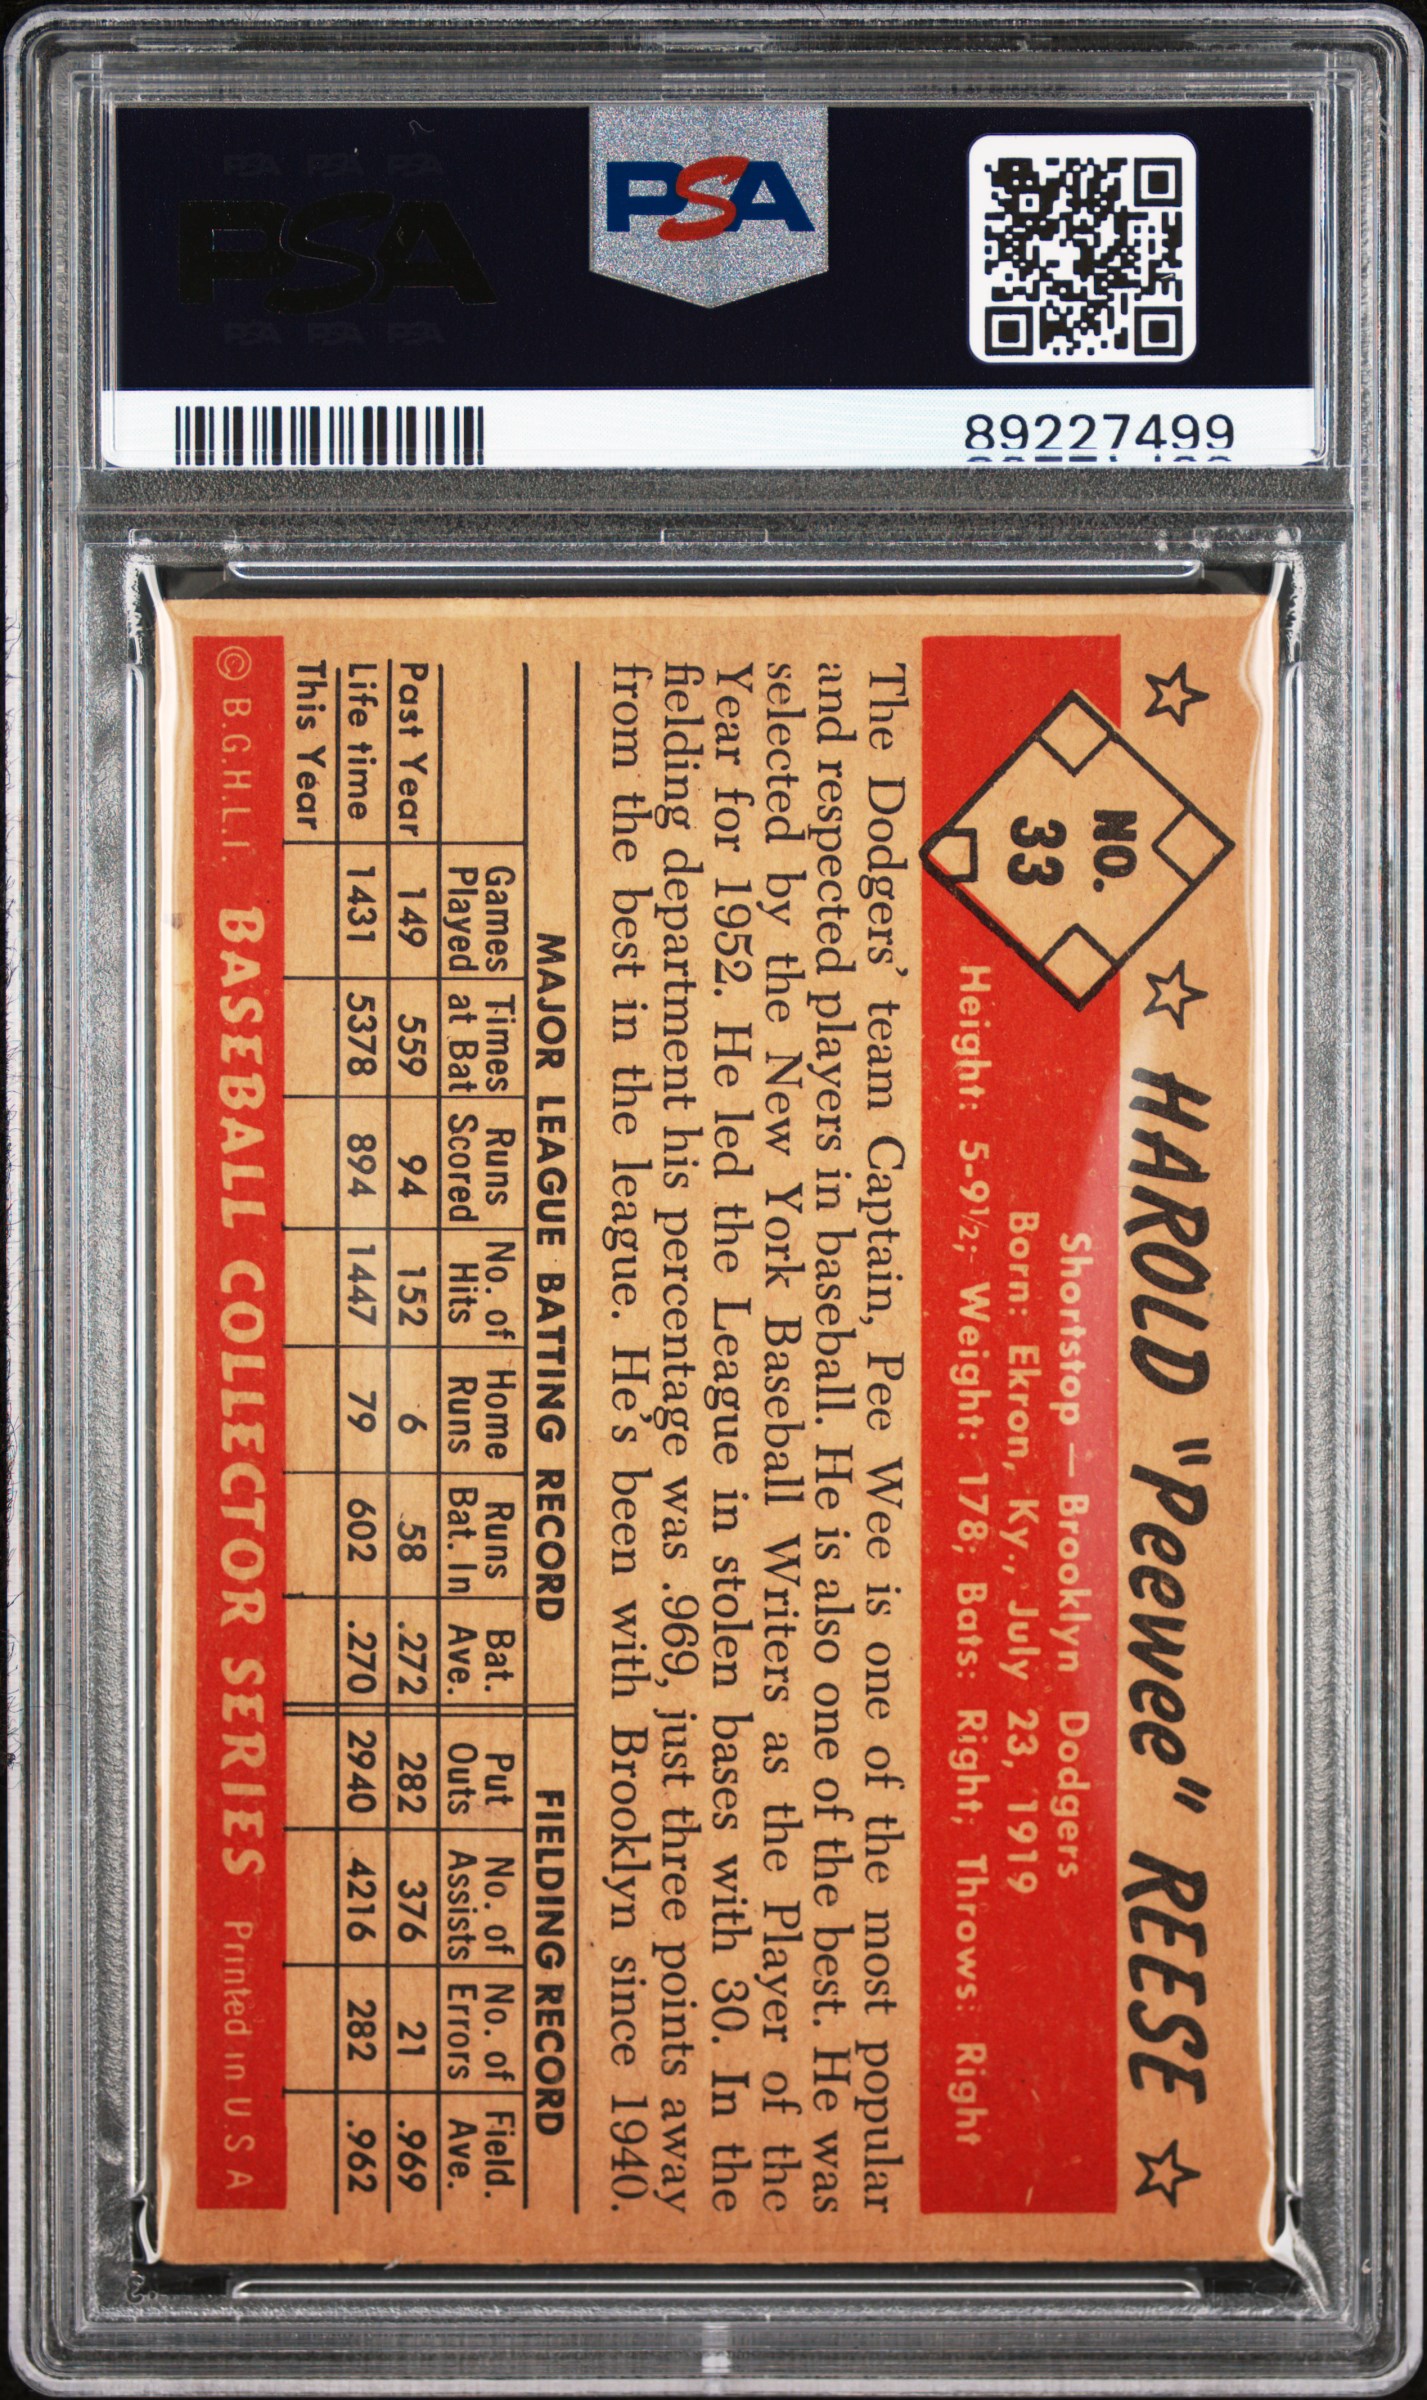 PSA PSA PSA
PSA
PSA PSA PSA
PSA
89227499
NO.
33
HAROLD "Peewee" REESE
Shortstop — Brooklyn Dodgers
Born: Ekron, Ky., July 23, 1919
Height: 5-9½; Weight: 178; Bats: Right; Throws: Right
The Dodgers' team Captain, Pee Wee is one of the most popular
and respected players in baseball. He is also one of the best. He was
selected by the New York Baseball Writers as the Player of the
Year for 1952. He led the League in stolen bases with 30. In the
fielding department his percentage was .969, just three points away
from the best in the league. He's been with Brooklyn since 1940.
MAJOR LEAGUE BATTING RECORD FIELDING RECORD
Games Played Times at Bat Runs Scored No. of Hits Home Runs Runs Bat. In Bat. Ave. Put Outs No. of Assists No. of Errors Field. Ave.
Past Year 149 559 94 152 6 58 .272 282 376 21 .969
Life time 1431 5378 894 1447 79 602 .270 2940 4216 282 .962
This Year
© B.G.H.L.I. BASEBALL COLLECTOR SERIES Printed in U S A